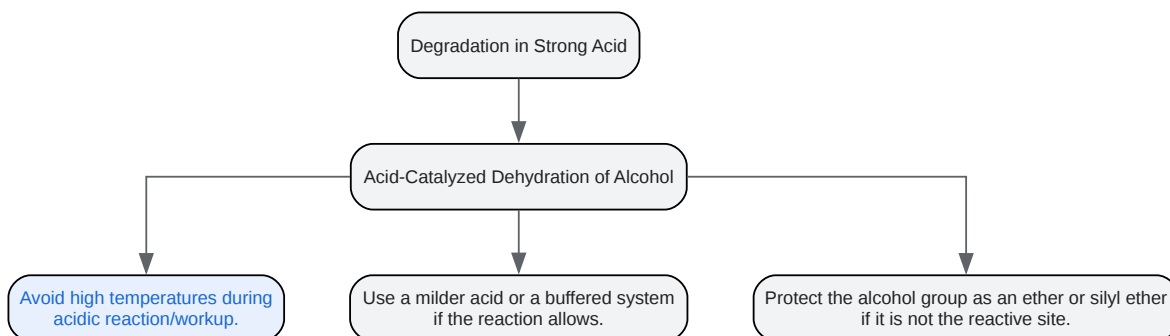 Degradation in Strong Acid
Acid-Catalyzed Dehydration of Alcohol
Avoid high temperatures during
acidic reaction/workup.
Use a milder acid or a buffered system
if the reaction allows.
Protect the alcohol group as an ether or silyl ether
if it is not the reactive site.